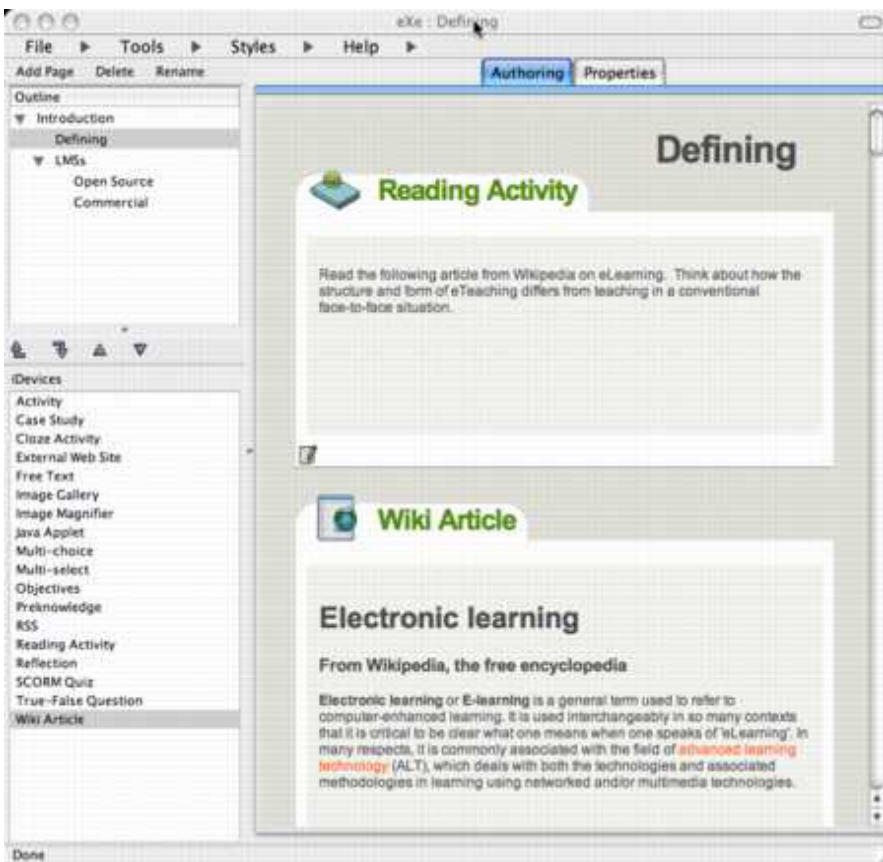 eXe : Defining
File Tools Styles Help
Add Page Delete Rename
Authoring Properties
Outline
Introduction
Defining
LMSs
Open Source
Commercial
iDevices
Activity
Case Study
Cloze Activity
External Web Site
Free Text
Image Gallery
Image Magnifier
Java Applet
Multi-choice
Multi-select
Objectives
Preknowledge
RSS
Reading Activity
Reflection
SCORM Quiz
True-False Question
Wiki Article
Done
Defining
Reading Activity
Read the following article from Wikipedia on eLearning. Think about how the
structure and form of eTeaching differs from teaching in a conventional
face-to-face situation.
Wiki Article
Electronic learning
From Wikipedia, the free encyclopedia
Electronic learning or E-learning is a general term used to refer to
computer-enhanced learning. It is used interchangeably in so many contexts
that it is critical to be clear what one means when one speaks of 'eLearning'. In
many respects, it is commonly associated with the field of advanced learning
technology (ALT), which deals with both the technologies and associated
methodologies in learning using networked and/or multimedia technologies.